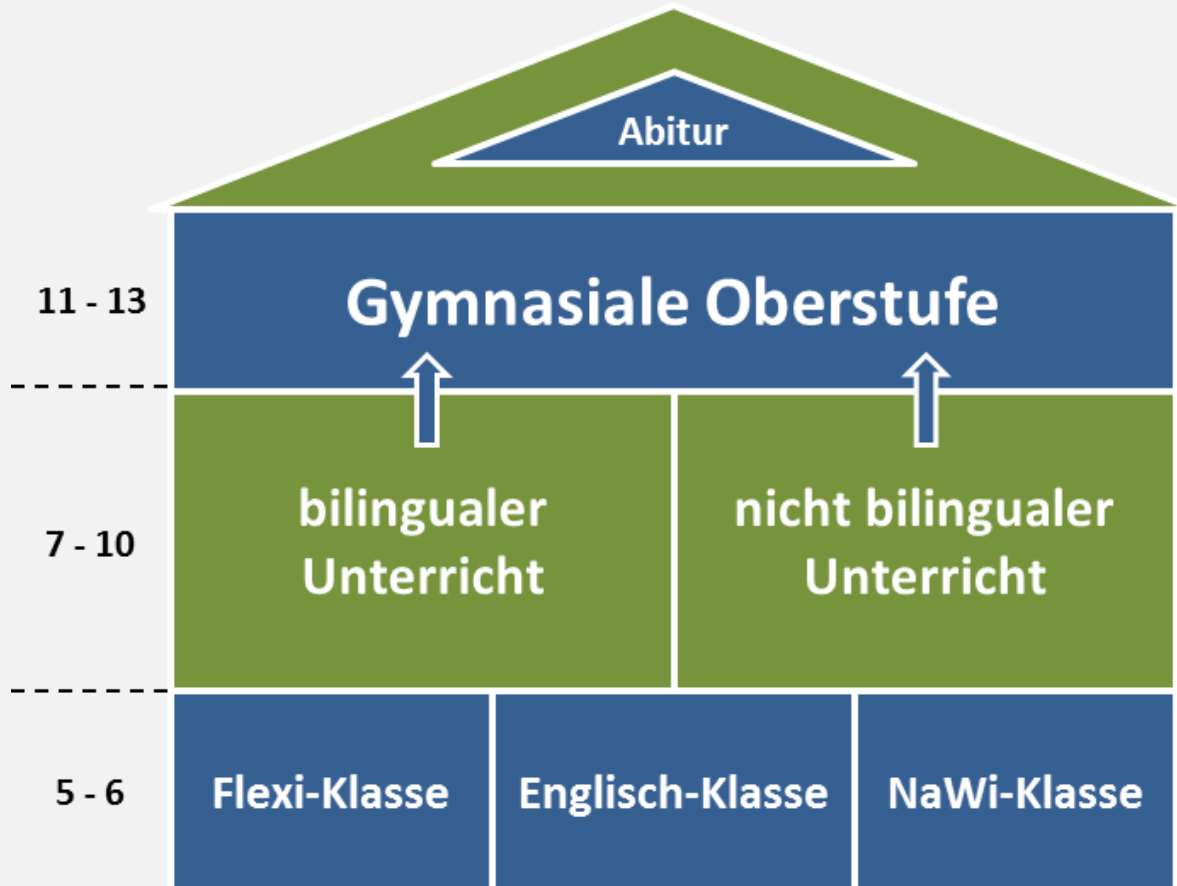 Abitur
11 - 13
Gymnasiale Oberstufe
7 - 10
bilingualer
Unterricht
nicht bilingualer
Unterricht
5 - 6
Flexi-Klasse
Englisch-Klasse
NaWi-Klasse